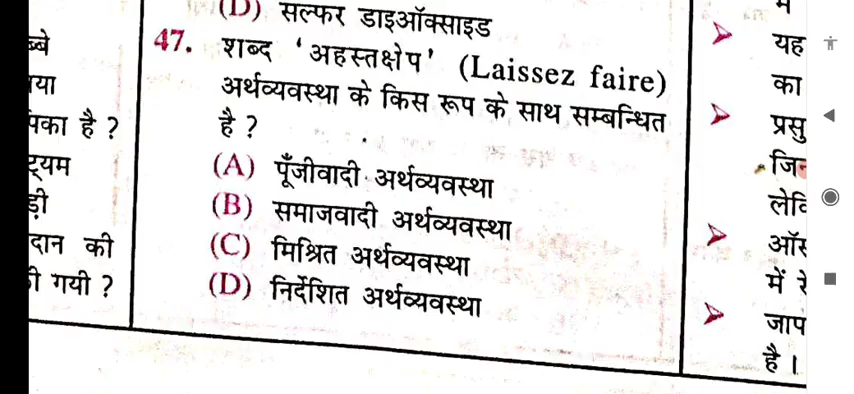 ब्बे
या
पका है ?
ट्यम
ड़ी
दान की
ी गयी ?
(D) सल्फर डाइऑक्साइड
47. शब्द 'अहस्तक्षेप' (Laissez faire)
अर्थव्यवस्था के किस रूप के साथ सम्बन्धित
है ?
(A) पूँजीवादी अर्थव्यवस्था
(B) समाजवादी अर्थव्यवस्था
(C) मिश्रित अर्थव्यवस्था
(D) निर्देशित अर्थव्यवस्था
यह
का
प्रसु
जि
लेि
ऑस
में
जाप
है ।